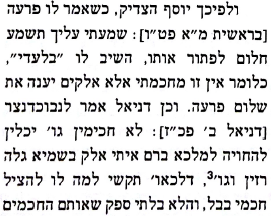 ולפיכך יוסף הצדיק, כשאמר לו פרעה
[בראשית מ״א פט״ו]: שמעתי עליך תשמע
חלום לפתור אותו, השיב לו ״בלעדי״,
כלומר אין זו מחכמתי אלא אלקים יענה את
שלום פרעה. וכן דניאל אמר לנבוכדנצר
[דניאל ב׳ פכ״ז]: לא חכימין גו׳ יכלין
להחויה למלכא ברם איתי אלק בשמיא גלה
רזין וגו׳³, דלכאו׳ תקשי למה לו להציל
חכמי בבל, והלא בלתי ספק שאותם החכמים